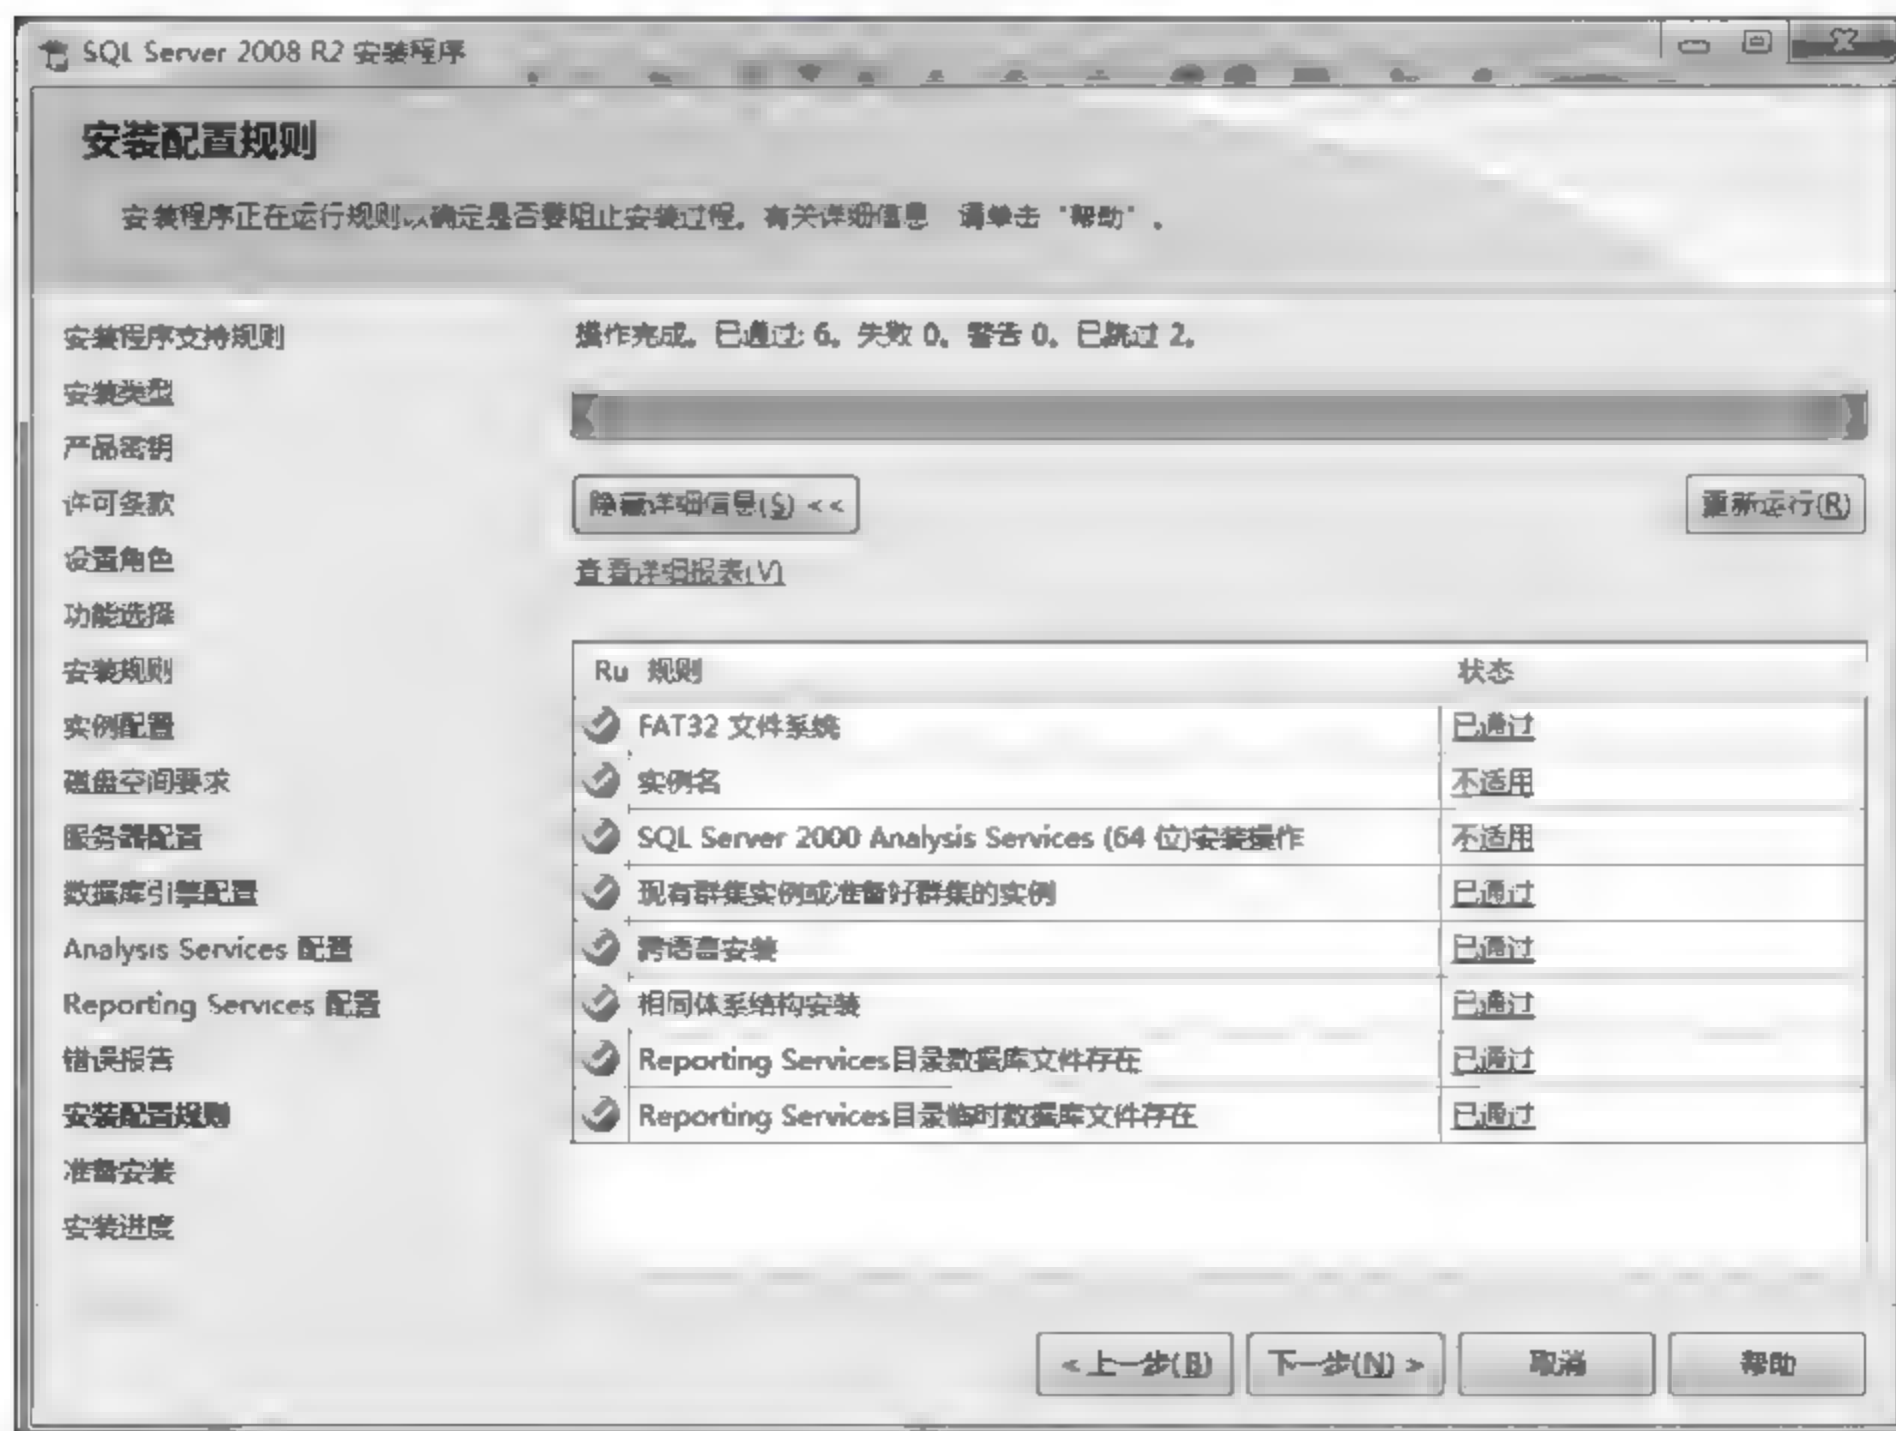 SQL Server 2008 R2 安装程序
安装配置规则
安装程序正在运行规则以确定是否要阻止安装过程。有关详细信息 请单击"帮助"。
安装程序支持规则
安装类型
产品密钥
许可条款
设置角色
功能选择
安装规则
实例配置
磁盘空间要求
服务器配置
数据库引擎配置
Analysis Services 配置
Reporting Services 配置
错误报告
安装配置规则
准备安装
安装进度
操作完成。已通过: 6。失败 0。警告 0。已跳过 2。
隐藏详细信息(S) <<
重新运行(R)
查看详细报表(V)
Ru 规则 状态
FAT32 文件系统 已通过
实例名 不适用
SQL Server 2000 Analysis Services (64 位)安装操作 不适用
现有群集实例或准备好群集的实例 已通过
跨语言安装 已通过
相同体系结构安装 已通过
Reporting Services目录数据库文件存在 已通过
Reporting Services目录临时数据库文件存在 已通过
< 上一步(B) 下一步(N) > 取消 帮助